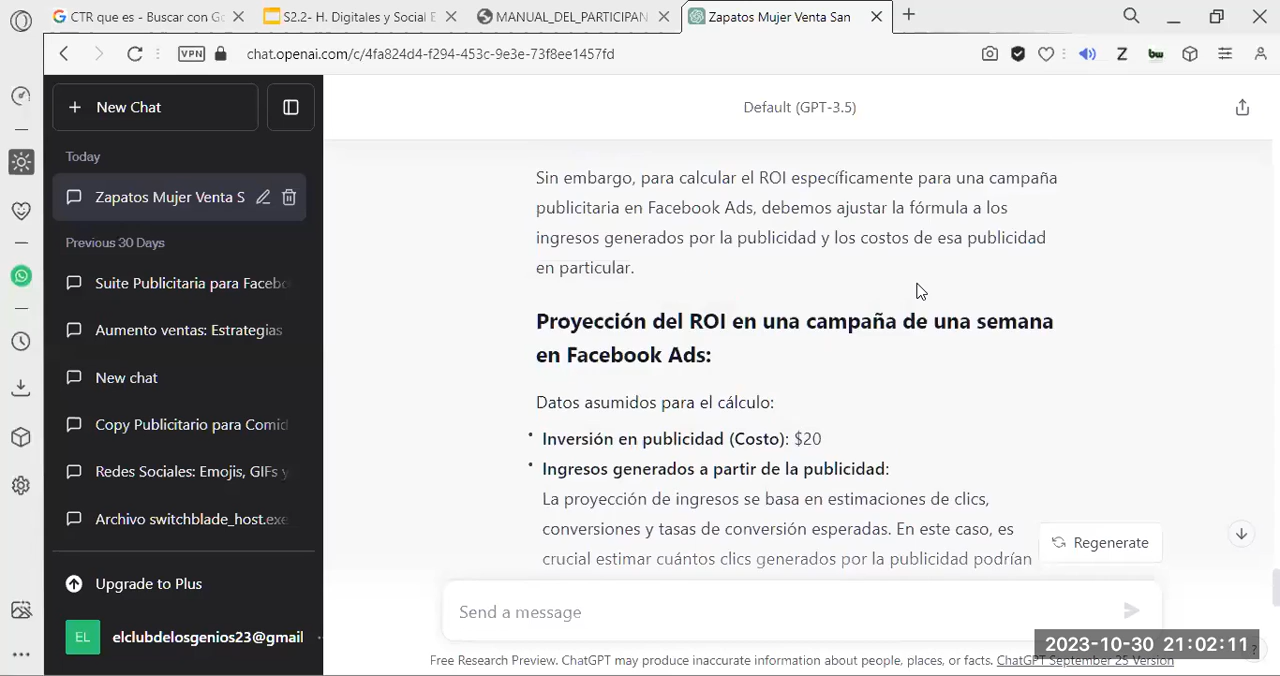 CTR que es - Buscar con Go
S2.2- H. Digitales y Social E
MANUAL_DEL_PARTICIPAN
Zapatos Mujer Venta San
VPN
chat.openai.com/c/4fa824d4-f294-453c-9e3e-73f8ee1457fd
Z
bw
New Chat
Default (GPT-3.5)
Today
Zapatos Mujer Venta S
Previous 30 Days
Suite Publicitaria para Facebo
Aumento ventas: Estrategias
New chat
Copy Publicitario para Comid
Redes Sociales: Emojis, GIFs y
Archivo switchblade_host.exe
Upgrade to Plus
EL
elclubdelosgenios23@gmail
Sin embargo, para calcular el ROI específicamente para una campaña
publicitaria en Facebook Ads, debemos ajustar la fórmula a los
ingresos generados por la publicidad y los costos de esa publicidad
en particular.
Proyección del ROI en una campaña de una semana
en Facebook Ads:
Datos asumidos para el cálculo:
• Inversión en publicidad (Costo): $20
• Ingresos generados a partir de la publicidad:
La proyección de ingresos se basa en estimaciones de clics,
conversiones y tasas de conversión esperadas. En este caso, es
crucial estimar cuántos clics generados por la publicidad podrían
Regenerate
Send a message
2023-10-30 21:02:11
Free Research Preview. ChatGPT may produce inaccurate information about people, places, or facts. ChatGPT September 25 Version
?